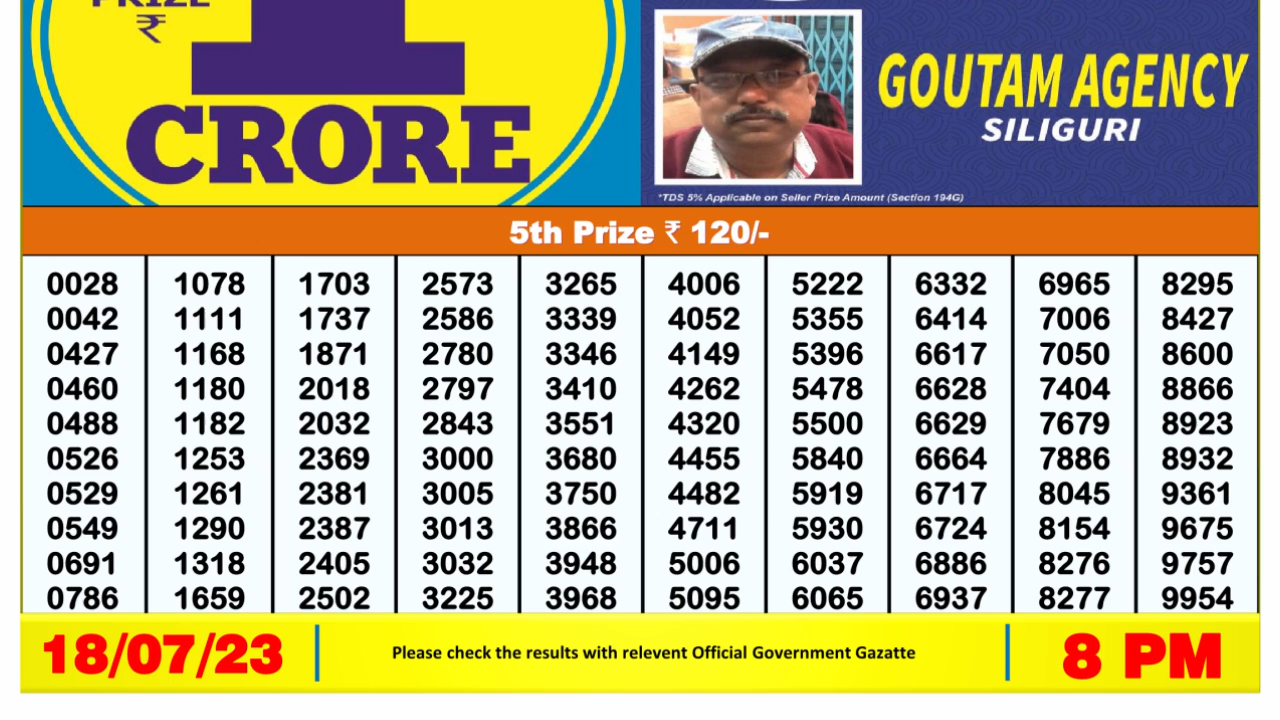 PRIZE
₹
1
CRORE
GOUTAM AGENCY
SILIGURI
*TDS 5% Applicable on Seller Prize Amount (Section 194G)
5th Prize ₹ 120/-
0028 1078 1703 2573 3265 4006 5222 6332 6965 8295
0042 1111 1737 2586 3339 4052 5355 6414 7006 8427
0427 1168 1871 2780 3346 4149 5396 6617 7050 8600
0460 1180 2018 2797 3410 4262 5478 6628 7404 8866
0488 1182 2032 2843 3551 4320 5500 6629 7679 8923
0526 1253 2369 3000 3680 4455 5840 6664 7886 8932
0529 1261 2381 3005 3750 4482 5919 6717 8045 9361
0549 1290 2387 3013 3866 4711 5930 6724 8154 9675
0691 1318 2405 3032 3948 5006 6037 6886 8276 9757
0786 1659 2502 3225 3968 5095 6065 6937 8277 9954
18/07/23
Please check the results with relevent Official Government Gazatte
8 PM